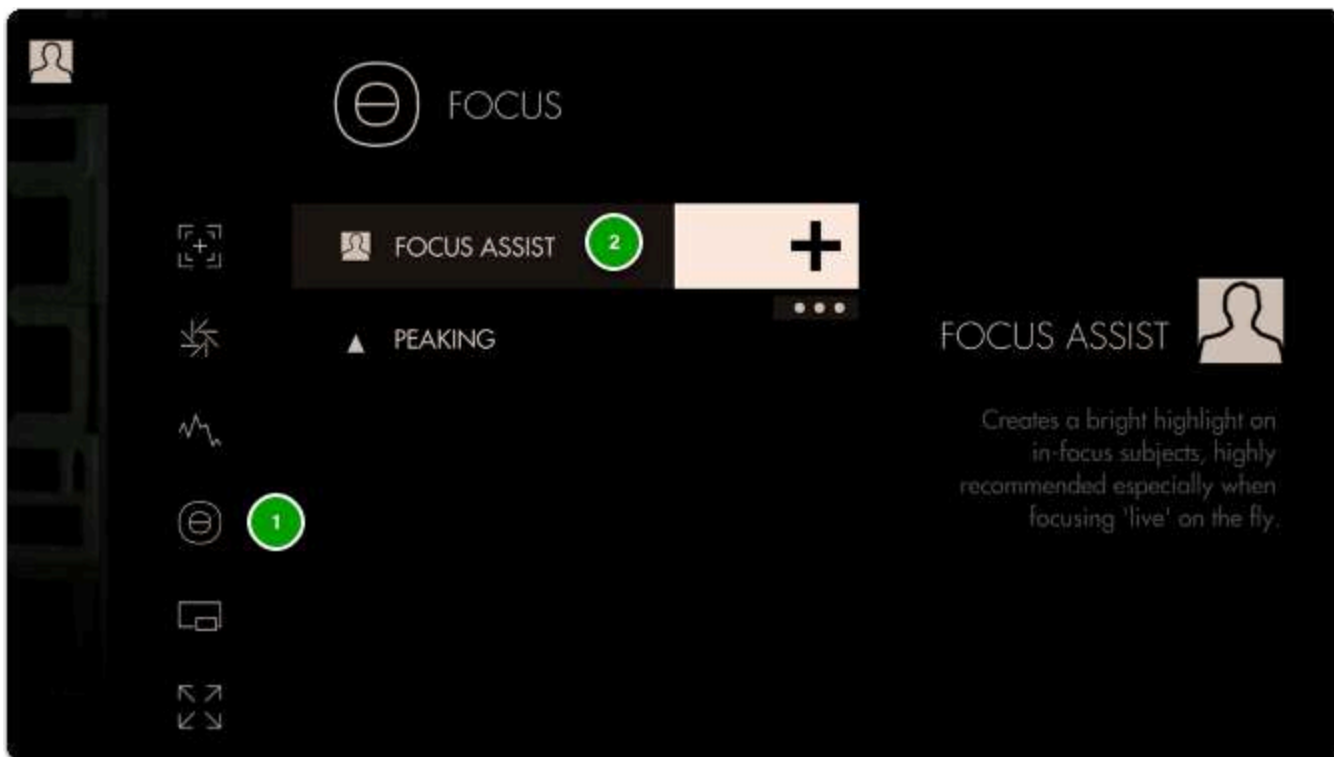 FOCUS
FOCUS ASSIST
2
PEAKING
FOCUS ASSIST
Creates a bright highlight on
in-focus subjects, highly
recommended especially when
focusing 'live' on the fly.
1